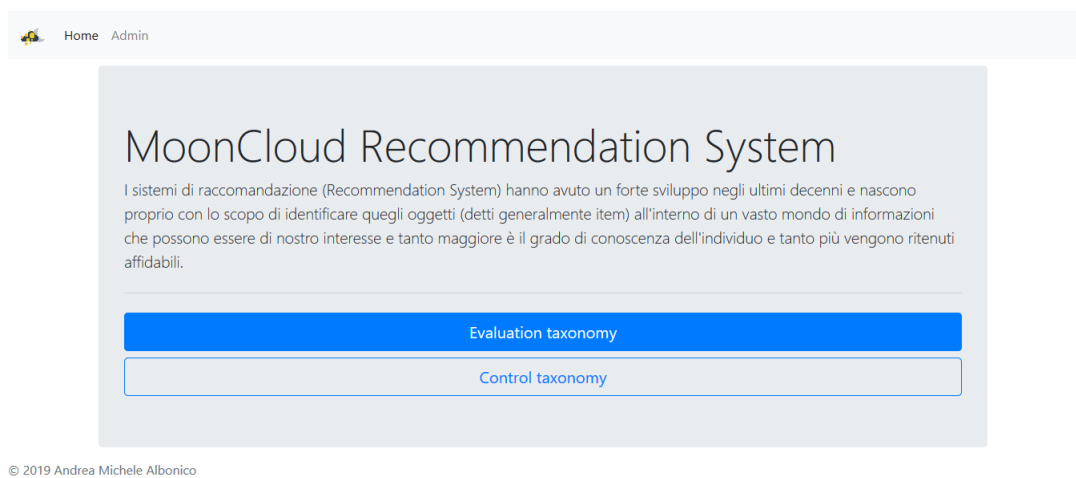 Home Admin
MoonCloud Recommendation System
I sistemi di raccomandazione (Recommendation System) hanno avuto un forte sviluppo negli ultimi decenni e nascono
proprio con lo scopo di identificare quegli oggetti (detti generalmente item) all'interno di un vasto mondo di informazioni
che possono essere di nostro interesse e tanto maggiore è il grado di conoscenza dell'individuo e tanto più vengono ritenuti
affidabili.
Evaluation taxonomy
Control taxonomy
© 2019 Andrea Michele Albonico